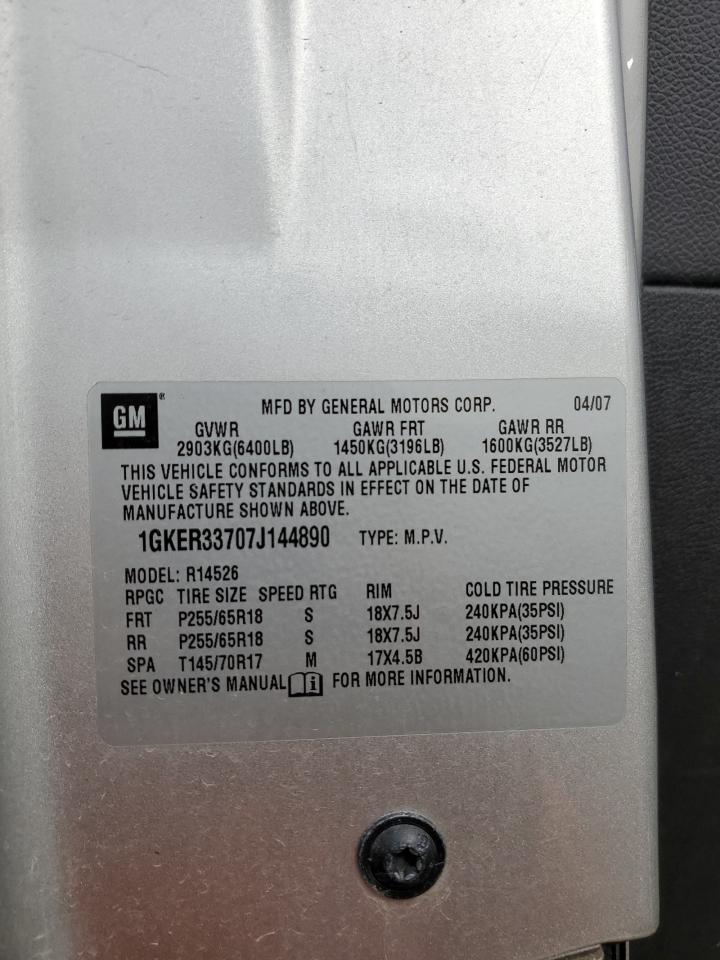 GM ®
MFD BY GENERAL MOTORS CORP. 04/07
GVWR GAWR FRT GAWR RR
2903KG(6400LB) 1450KG(3196LB) 1600KG(3527LB)
THIS VEHICLE CONFORMS TO ALL APPLICABLE U.S. FEDERAL MOTOR
VEHICLE SAFETY STANDARDS IN EFFECT ON THE DATE OF
MANUFACTURE SHOWN ABOVE.
1GKER33707J144890 TYPE: M.P.V.
MODEL: R14526
RPGC TIRE SIZE SPEED RTG RIM COLD TIRE PRESSURE
FRT P255/65R18 S 18X7.5J 240KPA(35PSI)
RR P255/65R18 S 18X7.5J 240KPA(35PSI)
SPA T145/70R17 M 17X4.5B 420KPA(60PSI)
SEE OWNER'S MANUAL i FOR MORE INFORMATION.